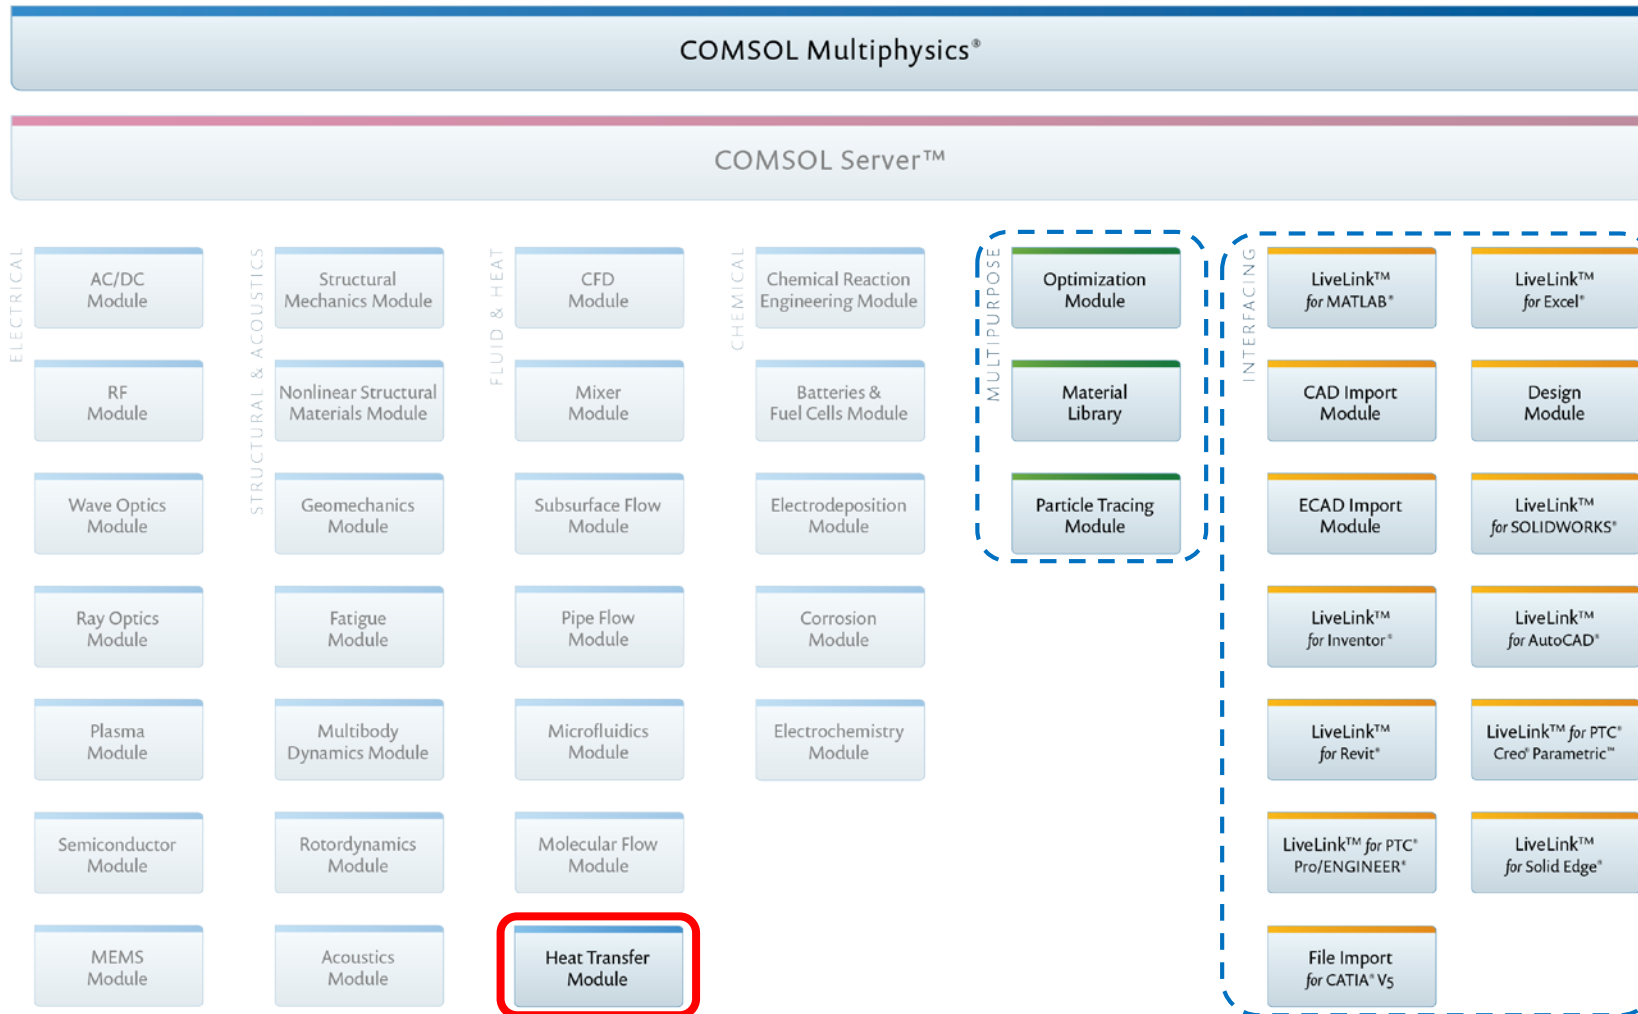 COMSOL Multiphysics®
COMSOL Server™
ELECTRICAL
AC/DC
Module
RF
Module
Wave Optics
Module
Ray Optics
Module
Plasma
Module
Semiconductor
Module
MEMS
Module
STRUCTURAL & ACOUSTICS
Structural
Mechanics Module
Nonlinear Structural
Materials Module
Geomechanics
Module
Fatigue
Module
Multibody
Dynamics Module
Rotordynamics
Module
Acoustics
Module
FLUID & HEAT
CFD
Module
Mixer
Module
Subsurface Flow
Module
Pipe Flow
Module
Microfluidics
Module
Molecular Flow
Module
Heat Transfer
Module
CHEMICAL
Chemical Reaction
Engineering Module
Batteries &
Fuel Cells Module
Electrodeposition
Module
Corrosion
Module
Electrochemistry
Module
MULTIPURPOSE
Optimization
Module
Material
Library
Particle Tracing
Module
INTERFACING
LiveLink™
for MATLAB®
LiveLink™
for Excel®
CAD Import
Module
Design
Module
ECAD Import
Module
LiveLink™
for SOLIDWORKS®
LiveLink™
for Inventor®
LiveLink™
for AutoCAD®
LiveLink™
for Revit®
LiveLink™ for PTC®
Creo® Parametric™
LiveLink™ for PTC®
Pro/ENGINEER®
LiveLink™
for Solid Edge®
File Import
for CATIA® V5